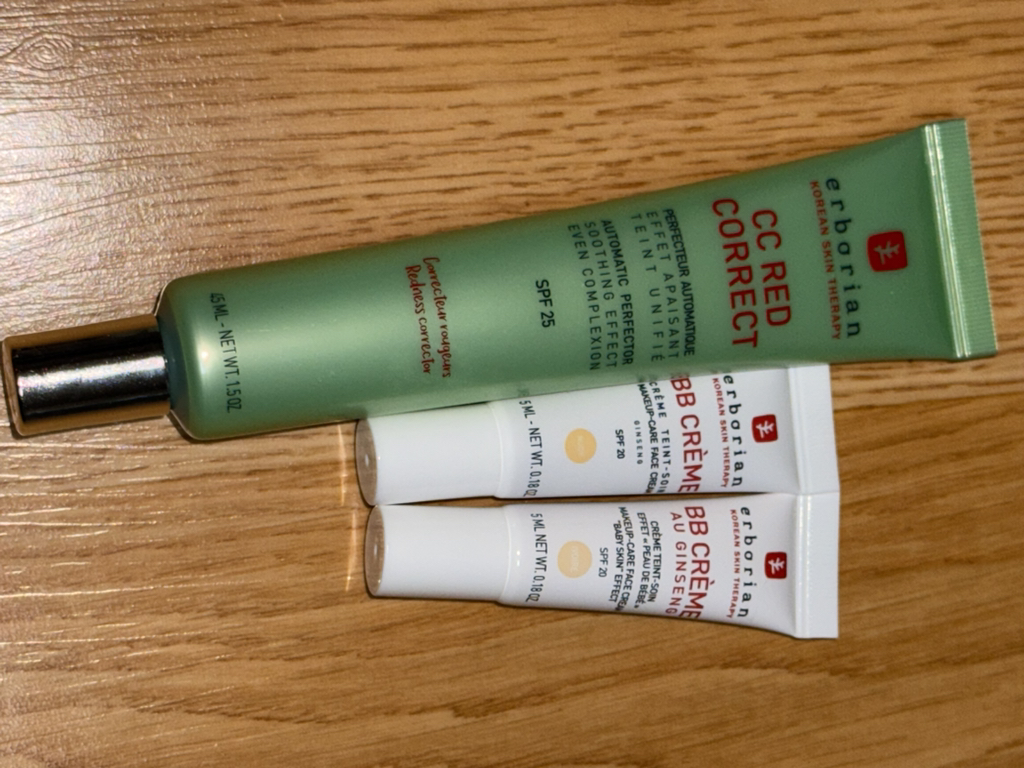 erborian
KOREAN SKIN THERAPY
CC RED
CORRECT
PERFECTEUR AUTOMATIQUE
EFFET APAISANT
TEINT UNIFIÉ
AUTOMATIC PERFECTOR
SOOTHING EFFECT
EVEN COMPLEXION
SPF 25
Correcteur rougeurs
Redness corrector
45 ML - NET WT. 1.5 OZ
erborian
KOREAN SKIN THERAPY
BB CRÈME
CRÈME TEINT-SOIN
MAKEUP-CARE FACE CREAM
GINSENG
SPF 20
5 ML - NET WT. 0.18 OZ
erborian
KOREAN SKIN THERAPY
BB CRÈME
AU GINSENG
CRÈME TEINT-SOIN
EFFET « PEAU DE BÉBÉ »
MAKEUP-CARE FACE CREAM
"BABY SKIN" EFFECT
SPF 20
5 ML NET WT. 0.18 OZ